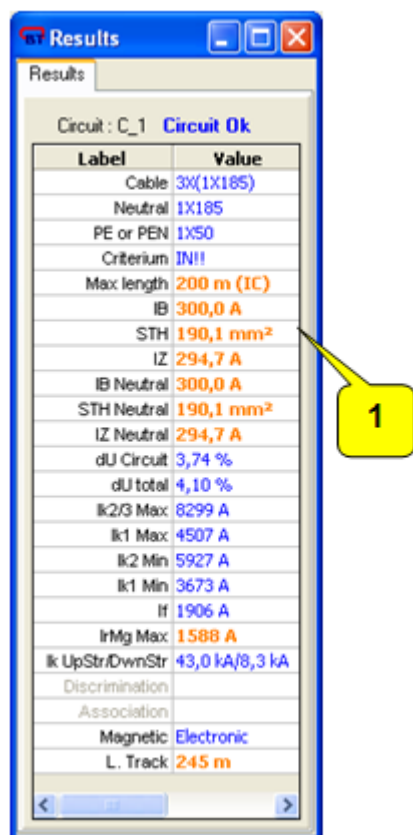 Results
Results
Circuit : C_1 Circuit Ok
Label Value
Cable 3X(1X185)
Neutral 1X185
PE or PEN 1X50
Criterium IN!!
Max length 200 m (IC)
IB 300,0 A
STH 190,1 mm²
IZ 294,7 A
IB Neutral 300,0 A
STH Neutral 190,1 mm²
IZ Neutral 294,7 A
dU Circuit 3,74 %
dU total 4,10 %
Ik2/3 Max 8299 A
Ik1 Max 4507 A
Ik2 Min 5927 A
Ik1 Min 3673 A
If 1906 A
IrMg Max 1588 A
Ik UpStr/DwnStr 43,0 kA/8,3 kA
Discrimination
Association
Magnetic Electronic
L. Track 245 m
1